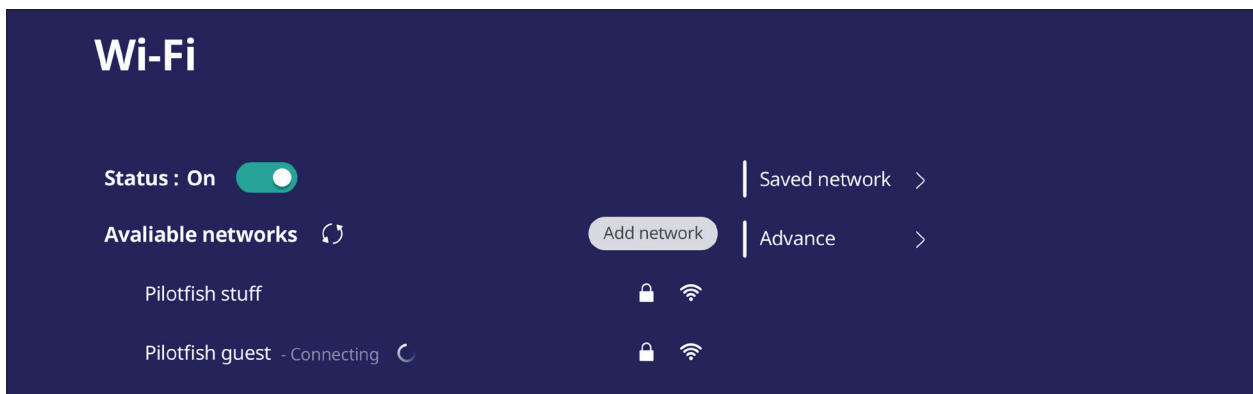 Wi-Fi
Status : On
Saved network
Avaliable networks
Add network
Advance
Pilotfish stuff
Pilotfish guest - Connecting